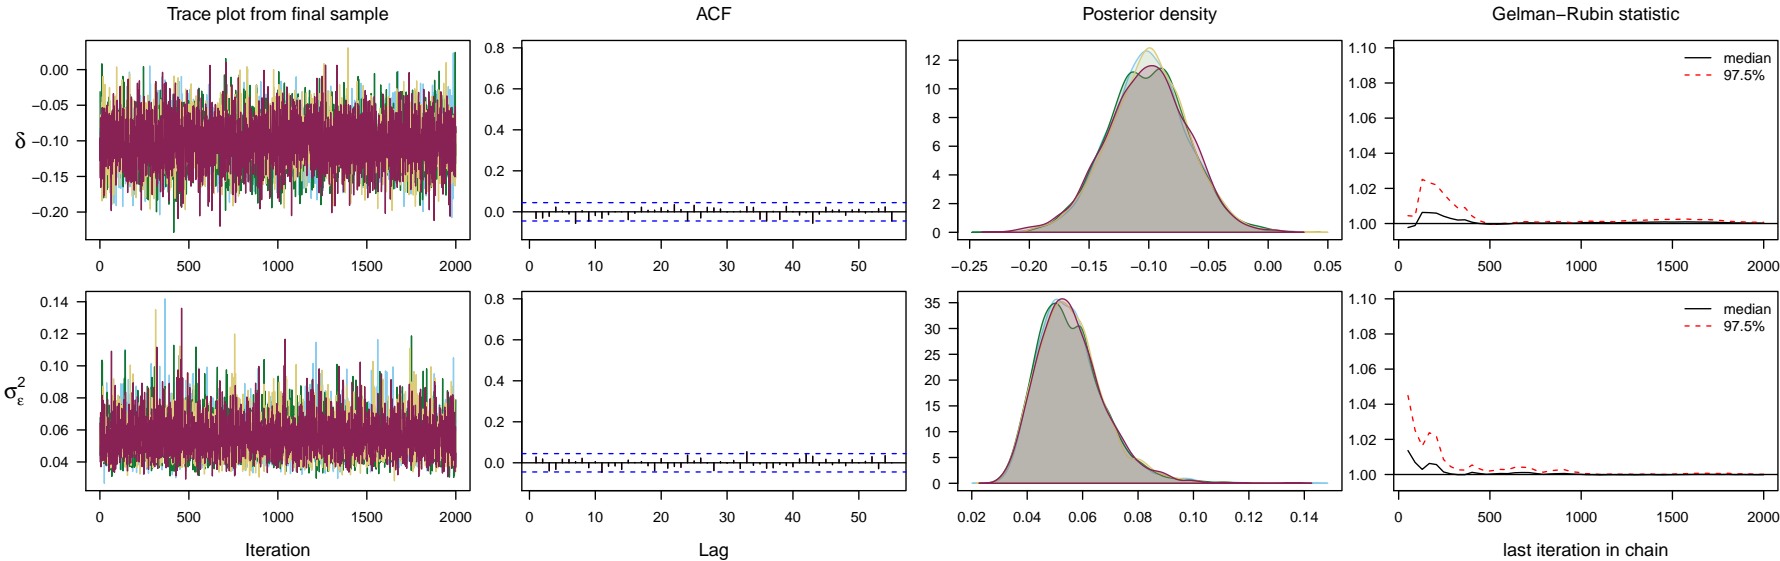 Trace plot from final sample
ACF
Posterior density
Gelman−Rubin statistic
δ
0.00
−0.05
−0.10
−0.15
−0.20
0 500 1000 1500 2000
0.8
0.6
0.4
0.2
0.0
0 10 20 30 40 50
12
10
8
6
4
2
0
−0.25 −0.20 −0.15 −0.10 −0.05 0.00 0.05
1.10
1.08
1.06
1.04
1.02
1.00
median
97.5%
0 500 1000 1500 2000
σ²ε
0.14
0.12
0.10
0.08
0.06
0.04
0 500 1000 1500 2000
Iteration
0.8
0.6
0.4
0.2
0.0
0 10 20 30 40 50
Lag
35
30
25
20
15
10
5
0
0.02 0.04 0.06 0.08 0.10 0.12 0.14
1.10
1.08
1.06
1.04
1.02
1.00
median
97.5%
0 500 1000 1500 2000
last iteration in chain